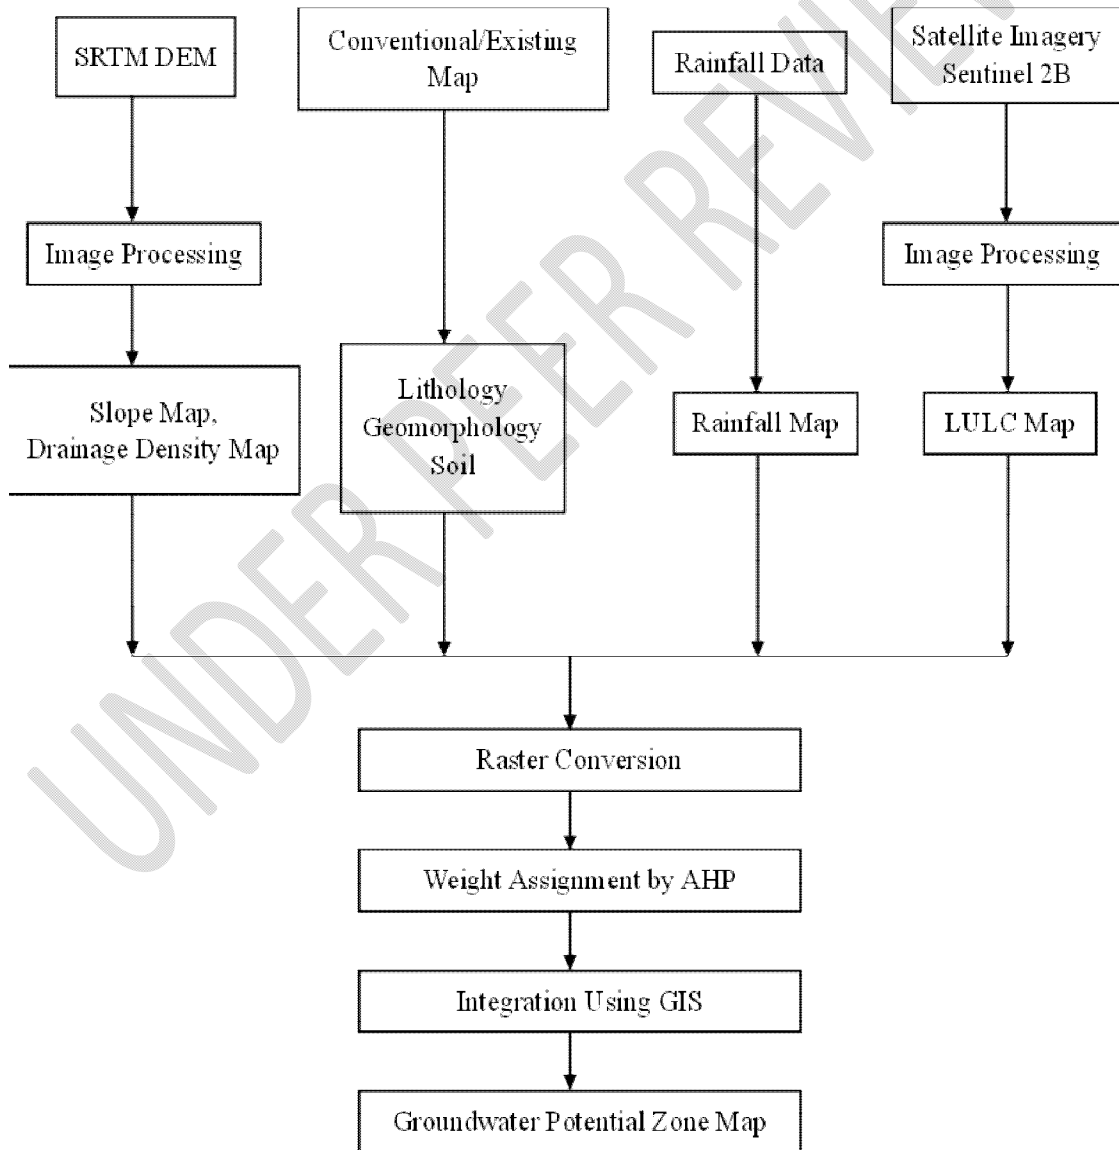 SRTM DEM
Conventional/Existing
Map
Rainfall Data
Satellite Imagery
Sentinel 2B
Image Processing
Image Processing
Slope Map,
Drainage Density Map
Lithology
Geomorphology
Soil
Rainfall Map
LULC Map
Raster Conversion
Weight Assignment by AHP
Integration Using GIS
Groundwater Potential Zone Map
UNDER PEER REVIEW